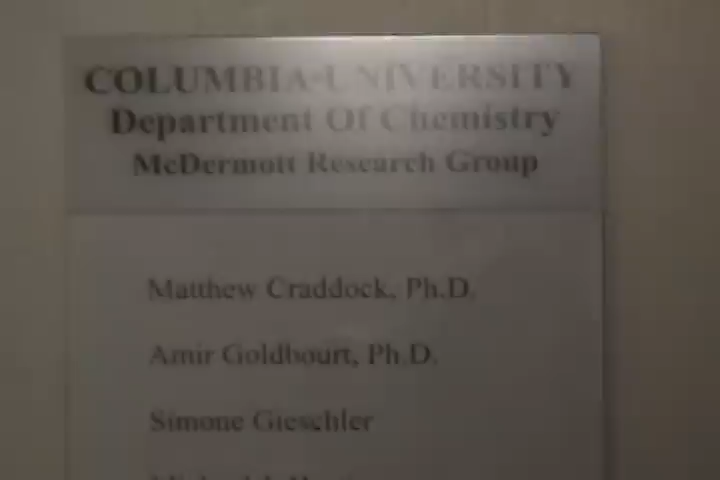 COLUMBIA UNIVERSITY
Department Of Chemistry
McDermott Research Group
Matthew Craddock, Ph.D.
Amir Goldbourt, Ph.D.
Simone Gieschler